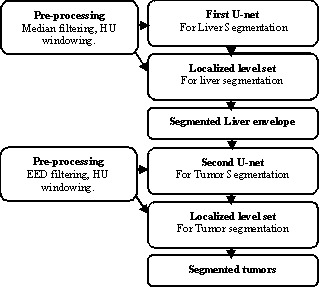 Pre-processing
Median filtering, HU
windowing.
First U-net
For Liver Segmentation
Localized level set
For liver segmentation
Segmented Liver envelope
Pre-processing
EED filtering, HU
windowing.
Second U-net
For Tumor Segmentation
Localized level set
For Tumor segmentation
Segmented tumors